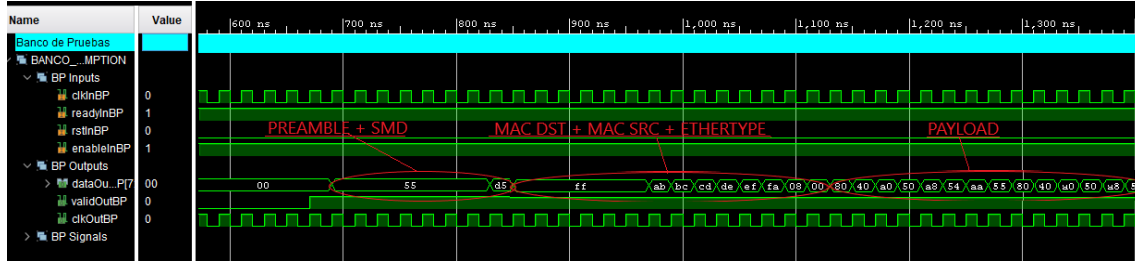 Name Value
600 ns 700 ns 800 ns 900 ns 1,000 ns 1,100 ns 1,200 ns 1,300 ns
Banco de Pruebas
BANCO_...MPTION
BP Inputs
clkInBP 0
readyInBP 1
rstInBP 0
PREAMBLE + SMD MAC DST + MAC SRC + ETHERTYPE PAYLOAD
enableInBP 1
BP Outputs
dataOu...P[7 00 00 55 d5 ff ab bc cd de ef fa 08 00 80 40 a0 50 a8 54 aa 55 80 40 a0 50 a8
validOutBP 0
clkOutBP 0
BP Signals